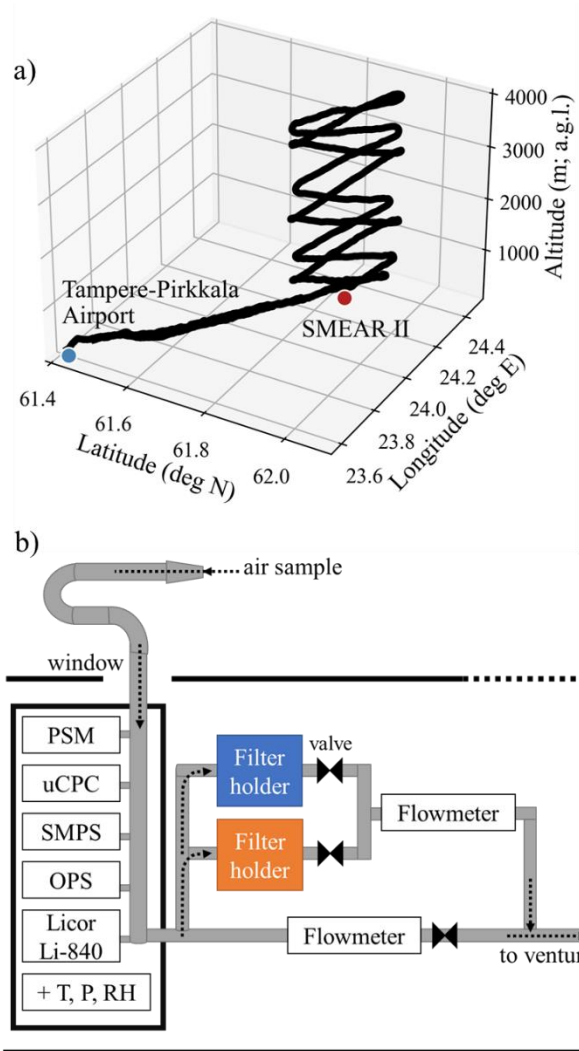 a)
4000
3000
2000
1000
Altitude (m; a.g.l.)
Tampere-Pirkkala
Airport
SMEAR II
61.4
61.6
61.8
62.0
Latitude (deg N)
23.6
23.8
24.0
24.2
24.4
Longitude (deg E)
b)
air sample
window
PSM
uCPC
SMPS
OPS
Licor
Li-840
+ T, P, RH
Filter
holder
valve
Filter
holder
Flowmeter
Flowmeter
to ventur